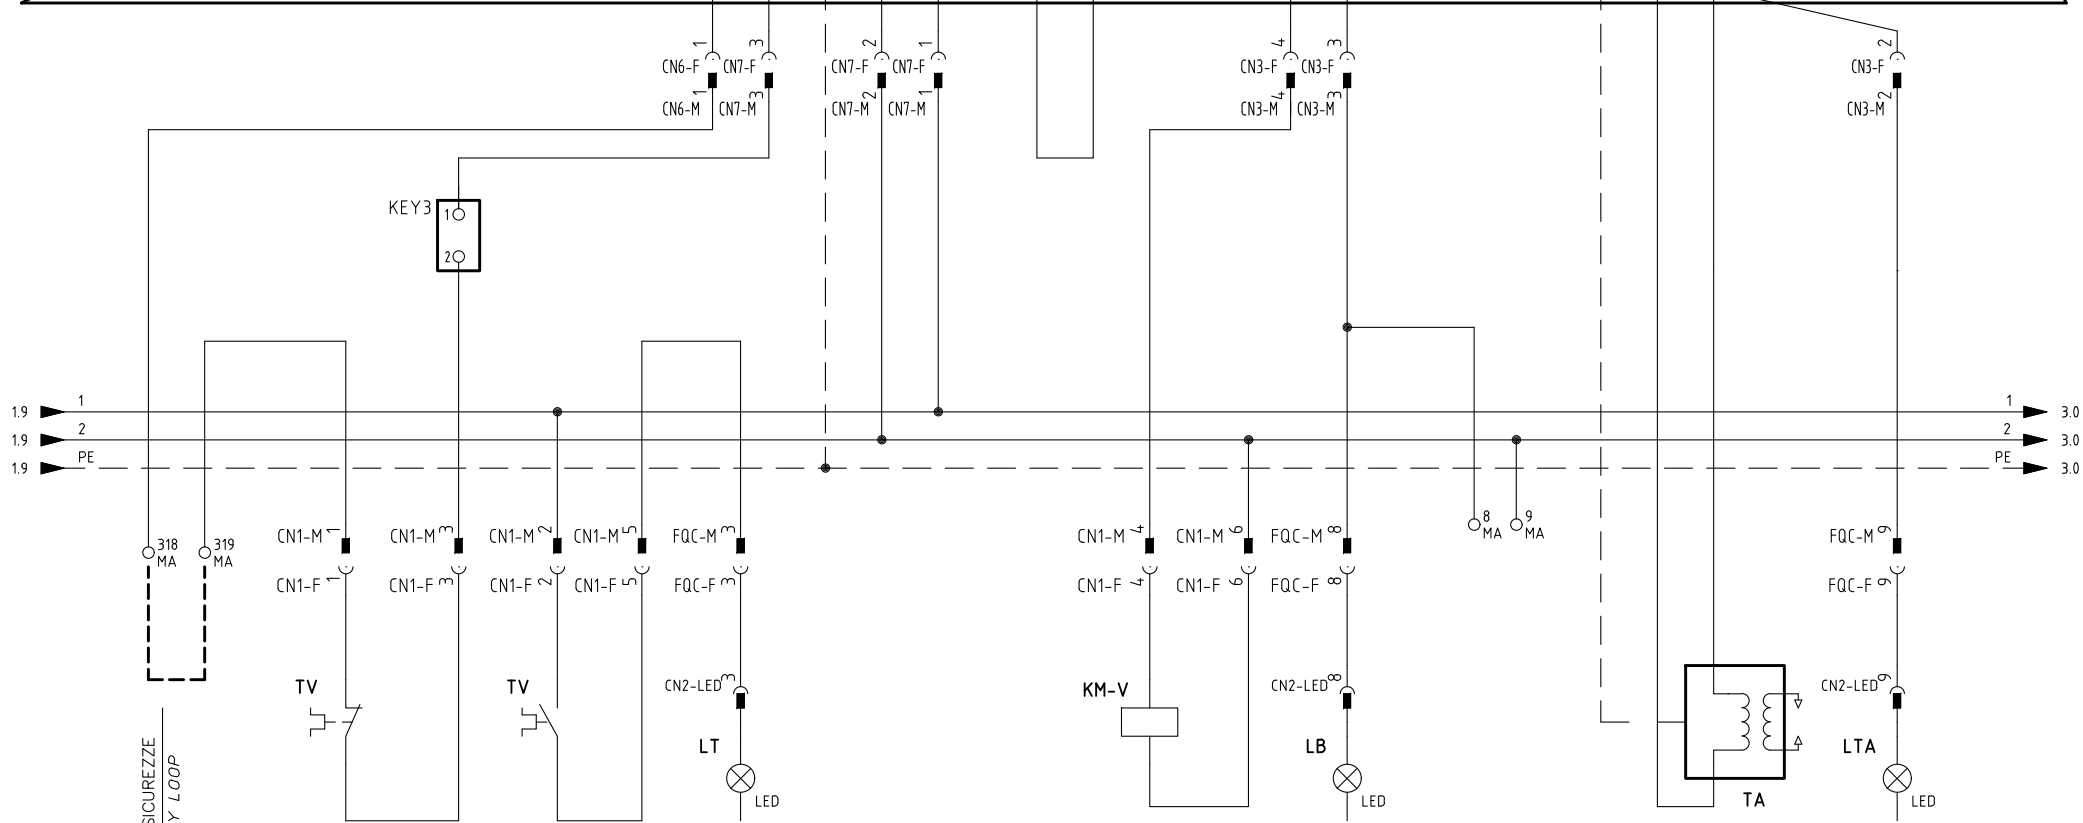 1 3 2 1 4 3 2
CN6-F CN7-F CN7-F CN7-F CN3-F CN3-F CN3-F
1 3 2 1 4 3 2
CN6-M CN7-M CN7-M CN7-M CN3-M CN3-M CN3-M
KEY3 1
2
1.9 1 1 3.0
1.9 2 2 3.0
1.9 PE PE 3.0
8 9
MA MA
1 3 2 5 3 4 6 8 9
CN1-M CN1-M CN1-M CN1-M FQC-M CN1-M CN1-M FQC-M FQC-M
318 319
MA MA
CN1-F CN1-F CN1-F CN1-F FQC-F CN1-F CN1-F FQC-F FQC-F
1 3 2 5 3 4 6 8 9
3 8 9
TV TV CN2-LED KM-V CN2-LED CN2-LED
LT LB LTA
LED LED TA LED
SICUREZZE
Y LOOP